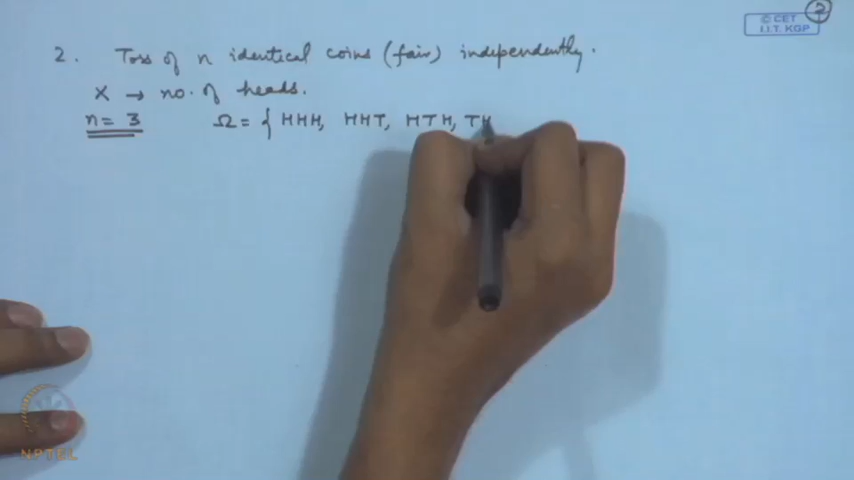 2
© CET
I.I.T. KGP
2. Toss of n identical coins (fair) independently.
X → no. of heads.
n = 3 Ω = { HHH, HHT, HTH, TH
NPTEL